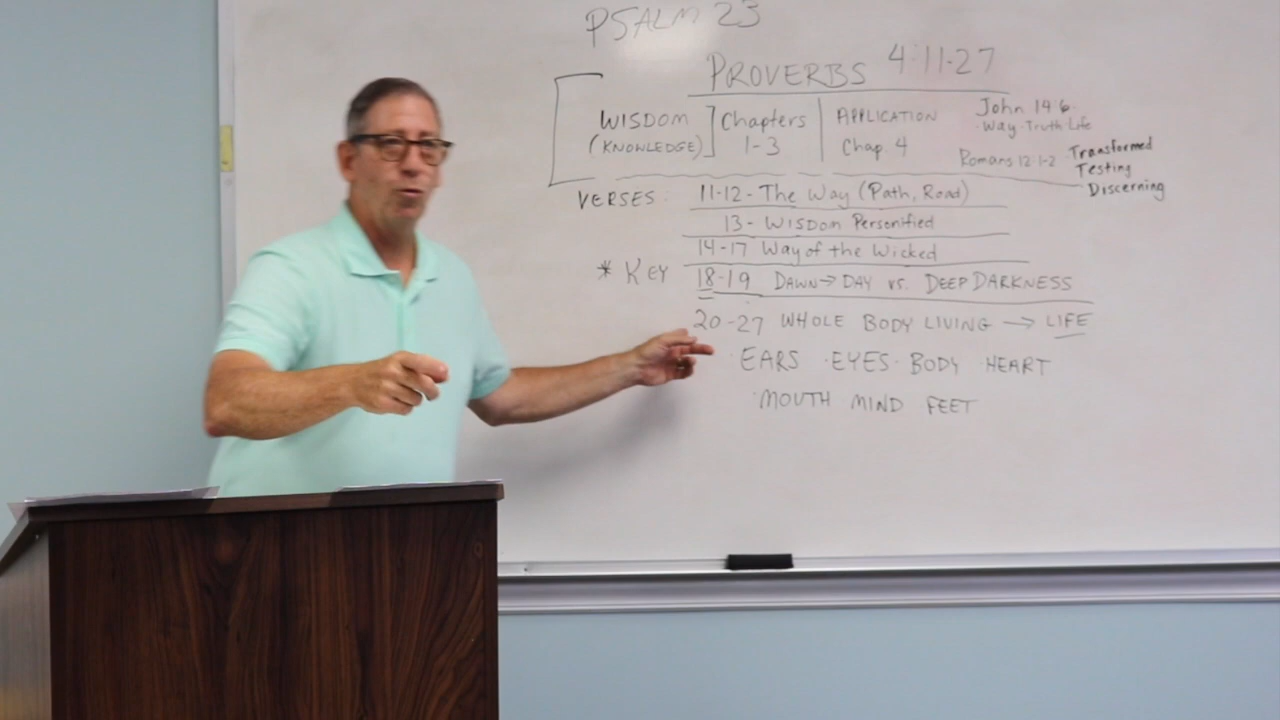 PSALM 23
PROVERBS 4:11-27
WISDOM (KNOWLEDGE)
Chapters 1-3
APPLICATION Chap. 4
John 14:6
· Way · Truth Life
Romans 12:1-2 Transformed
Testing
Discerning
VERSES: 11-12 - The Way (Path, Road)
13 - WISDOM Personified
14-17 Way of the Wicked
* KEY 18-19 DAWN → DAY vs. DEEP DARKNESS
20-27 WHOLE BODY LIVING → LIFE
· EARS · EYES · BODY HEART
· MOUTH MIND FEET